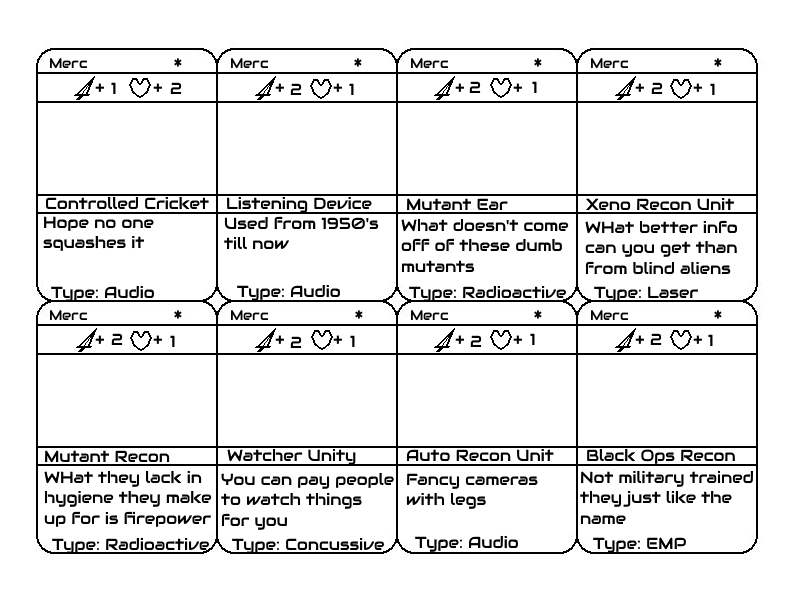 Merc *
+ 1 + 2
Controlled Cricket
Hope no one
squashes it
Type: Audio
Merc *
+ 2 + 1
Listening Device
Used from 1950's
till now
Type: Audio
Merc *
+ 2 + 1
Mutant Ear
What doesn't come
off of these dumb
mutants
Type: Radioactive
Merc *
+ 2 + 1
Xeno Recon Unit
WHat better info
can you get than
from blind aliens
Type: Laser
Merc *
+ 2 + 1
Mutant Recon
WHat they lack in
hygiene they make
up for is firepower
Type: Radioactive
Merc *
+ 2 + 1
Watcher Unity
You can pay people
to watch things
for you
Type: Concussive
Merc *
+ 2 + 1
Auto Recon Unit
Fancy cameras
with legs
Type: Audio
Merc *
+ 2 + 1
Black Ops Recon
Not military trained
they just like the
name
Type: EMP